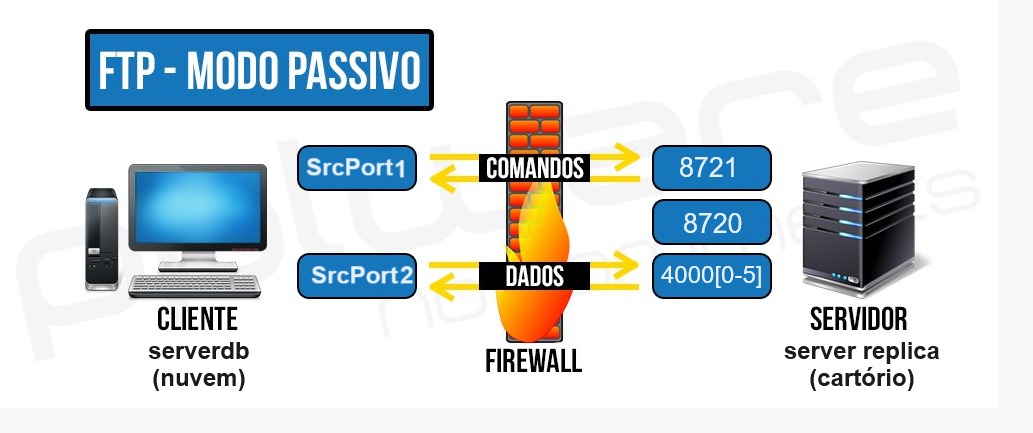 FTP - MODO PASSIVO
SrcPort1
COMANDOS
8721
8720
SrcPort2
DADOS
4000[0-5]
CLIENTE
serverdb
(nuvem)
FIREWALL
SERVIDOR
server replica
(cartório)